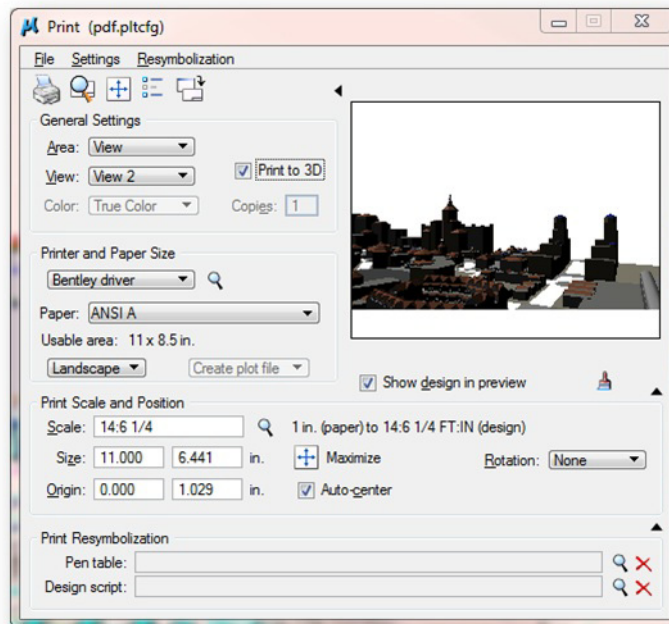 Print (pdf.pltcfg)
File Settings Resymbolization
General Settings
Area: View
View: View 2
Print to 3D
Color: True Color
Copies: 1
Printer and Paper Size
Bentley driver
Paper: ANSI A
Usable area: 11 x 8.5 in.
Landscape
Create plot file
Show design in preview
Print Scale and Position
Scale: 14:6 1/4
1 in. (paper) to 14:6 1/4 FT:IN (design)
Size: 11.000 6.441 in.
Maximize
Rotation: None
Origin: 0.000 1.029 in.
Auto-center
Print Resymbolization
Pen table:
Design script: